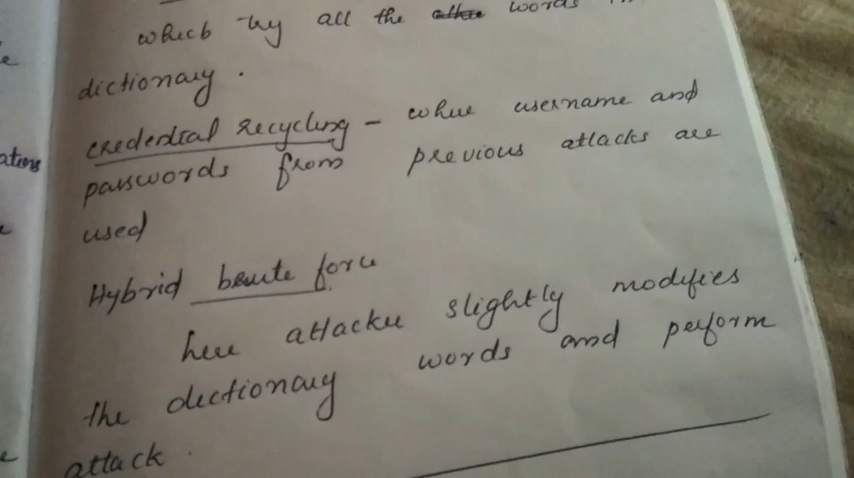 which try all the words
dictionary.
credential recycling - where username and
passwords from previous attacks are
used
Hybrid brute force
here attacker slightly modifies
the dictionary words and perform
attack.